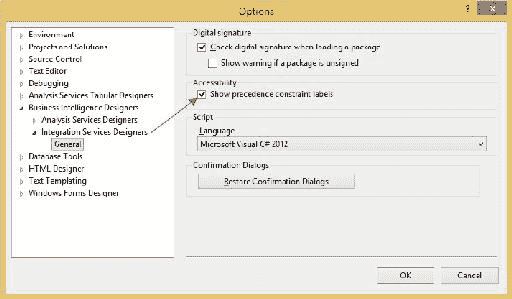 Options
?
Environment
Projects and Solutions
Source Control
Text Editor
Debugging
Analysis Services Tabular Designers
Business Intelligence Designers
Analysis Services Designers
Integration Services Designers
General
Database Tools
HTML Designer
Text Templating
Windows Forms Designer
Digital signature
Check digital signature when loading a package
Show warning if a package is unsigned
Accessibility
Show precedence constraint labels
Script
Language
Microsoft Visual C# 2012
Confirmation Dialogs
Restore Confirmation Dialogs
OK
Cancel